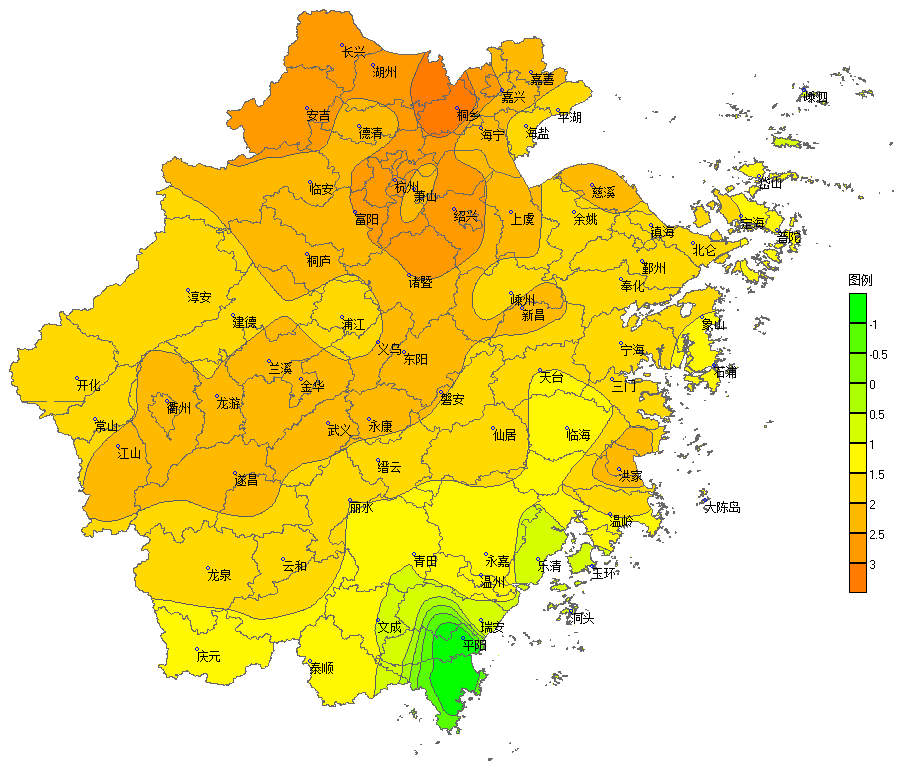 长兴
湖州
嘉善
嘉兴
嵊泗
安吉
桐乡
平湖
德清
海宁
海盐
临安
杭州
萧山
慈溪
岱山
富阳
绍兴
上虞
余姚
定海
镇海
普陀
桐庐
北仑
鄞州
诸暨
奉化
图例
淳安
嵊州
建德
浦江
新昌
象山
-1
义乌
宁海
-0.5
东阳
兰溪
石浦
开化
金华
天台
三门
0
龙游
衢州
磐安
0.5
常山
武义
永康
仙居
临海
1
江山
缙云
洪家
1.5
遂昌
丽水
大陈岛
2
温岭
2.5
青田
永嘉
乐清
3
龙泉
云和
温州
玉环
洞头
文成
瑞安
平阳
庆元
泰顺